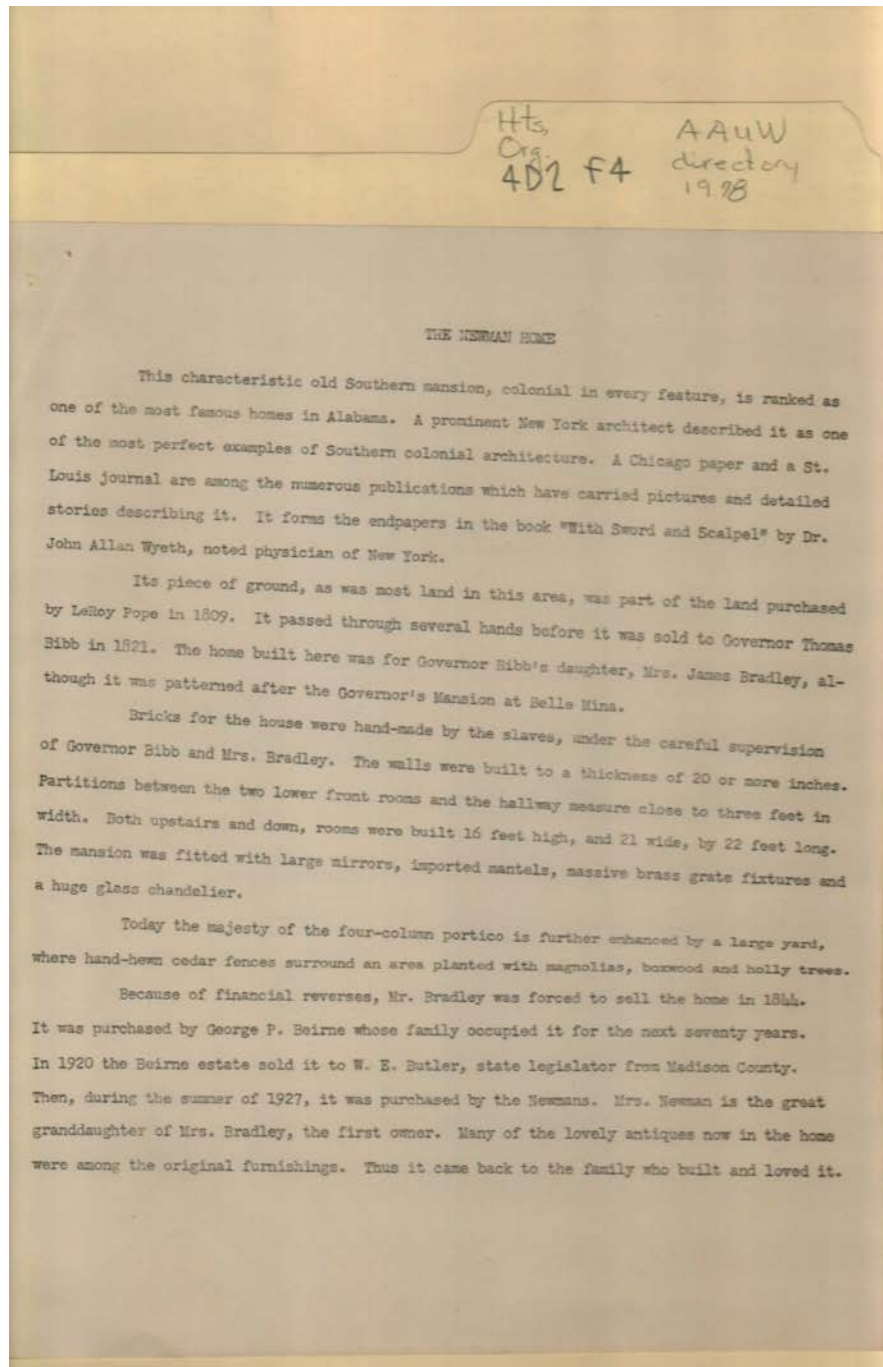 Hts,
Org.
4D2 F4
AAUW
directory
1978
THE NEWMAN HOME
This characteristic old Southern mansion, colonial in every feature, is ranked as
one of the most famous homes in Alabama. A prominent New York architect described it as one
of the most perfect examples of Southern colonial architecture. A Chicago paper and a St.
Louis journal are among the numerous publications which have carried pictures and detailed
stories describing it. It forms the endpapers in the book "With Sword and Scalpel" by Dr.
John Allan Wyeth, noted physician of New York.
Its piece of ground, as was most land in this area, was part of the land purchased
by LeRoy Pope in 1809. It passed through several hands before it was sold to Governor Thomas
Bibb in 1821. The home built here was for Governor Bibb's daughter, Mrs. James Bradley, al-
though it was patterned after the Governor's Mansion at Belle Mina.
Bricks for the house were hand-made by the slaves, under the careful supervision
of Governor Bibb and Mrs. Bradley. The walls were built to a thickness of 20 or more inches.
Partitions between the two lower front rooms and the hallway measure close to three feet in
width. Both upstairs and down, rooms were built 16 feet high, and 21 wide, by 22 feet long.
The mansion was fitted with large mirrors, imported mantels, massive brass grate fixtures and
a huge glass chandelier.
Today the majesty of the four-column portico is further enhanced by a large yard,
where hand-hewn cedar fences surround an area planted with magnolias, boxwood and holly trees.
Because of financial reverses, Mr. Bradley was forced to sell the home in 1844.
It was purchased by George P. Beirne whose family occupied it for the next seventy years.
In 1920 the Beirne estate sold it to W. E. Butler, state legislator from Madison County.
Then, during the summer of 1927, it was purchased by the Newmans. Mrs. Newman is the great
granddaughter of Mrs. Bradley, the first owner. Many of the lovely antiques now in the home
were among the original furnishings. Thus it came back to the family who built and loved it.